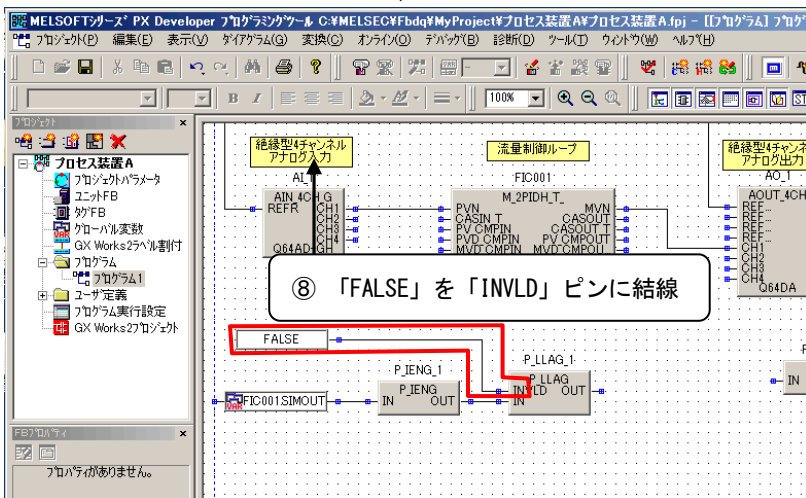 MELSOFTｼﾘｰｽﾞ PX Developer ﾌﾟﾛｸﾞﾗﾐﾝｸﾞﾂｰﾙ C:¥MELSEC¥Fbdq¥MyProject¥プロセス装置A¥プロセス装置A.fpj - [[ﾌﾟﾛｸﾞﾗﾑ] ﾌﾟﾛｸﾞ
ﾌﾟﾛｼﾞｪｸﾄ(P) 編集(E) 表示(V) ﾀﾞｲｱｸﾞﾗﾑ(G) 変換(C) ｵﾝﾗｲﾝ(O) ﾃﾞﾊﾞｯｸﾞ(B) 診断(D) ﾂｰﾙ(T) ｳｨﾝﾄﾞｳ(W) ﾍﾙﾌﾟ(H)
B I 100%
ﾌﾟﾛｼﾞｪｸﾄ
プロセス装置A
ﾌﾟﾛｼﾞｪｸﾄﾊﾟﾗﾒｰﾀ
ﾕﾆｯﾄFB
ﾀｸﾞFB
ｸﾞﾛｰﾊﾞﾙ変数
GX Works2ﾗﾍﾞﾙ割付
ﾌﾟﾛｸﾞﾗﾑ
ﾌﾟﾛｸﾞﾗﾑ1
ﾕｰｻﾞ定義
ﾌﾟﾛｸﾞﾗﾑ実行設定
GX Works2ﾌﾟﾛｼﾞｪｸﾄ
FBﾌﾟﾛﾊﾟﾃｨ
ﾌﾟﾛﾊﾟﾃｨがありません。
絶縁型4チャンネル
アナログ入力
AIN_4CH_G
REFR CH1
CH2
CH3
CH4
流量制御ループ
FIC001
M_2PIDH_T_
PVN MVN
CASIN_T CASOUT
PV_CMPIN CASOUT_T
PVD_CMPIN PV_CMPOUT
MVD_CMPIN MVD_CMPOU
絶縁型4チャンネ
アナログ出力
AO_1
AOUT_4CH
REF_
REF_
REF_
REF_
CH1
CH2
CH3
CH4
Q64DA
⑧ 「FALSE」を「INVLD」ピンに結線
FALSE
P_LLAG_1
P_LLAG
INVLD OUT
IN
P_IENG_1
P_IENG
IN OUT
VAR FIC001.SIMOUT
IN